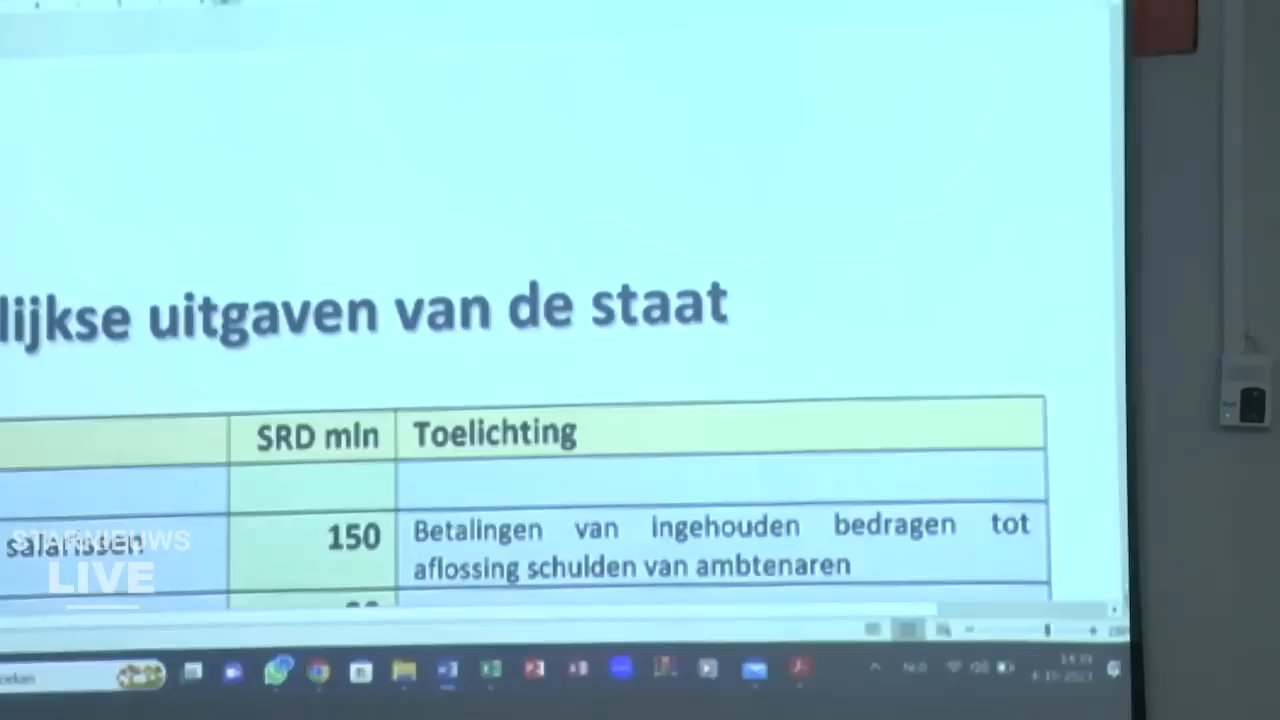 lijkse uitgaven van de staat
SRD mln Toelichting
salarissen 150 Betalingen van ingehouden bedragen tot
aflossing schulden van ambtenaren
STARNIEUWS
LIVE